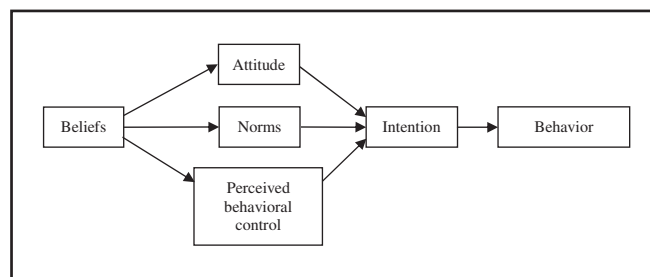 Attitude
Beliefs
Norms
Intention
Behavior
Perceived
behavioral
control